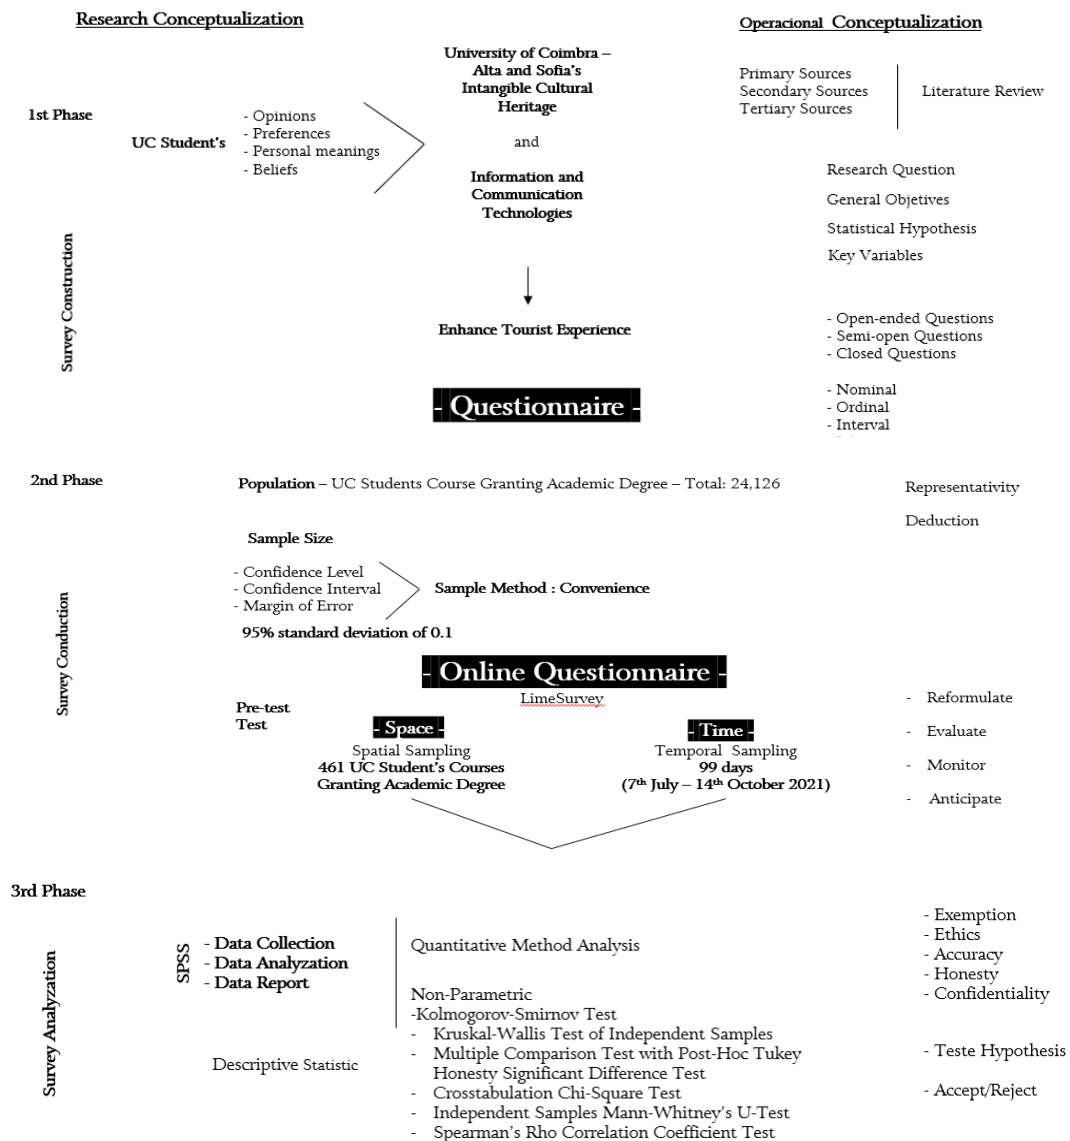 Research Conceptualization
Operacional Conceptualization
University of Coimbra –
Alta and Sofia's
Intangible Cultural
Heritage
and
Information and
Communication
Technologies
1st Phase
UC Student's
- Opinions
- Preferences
- Personal meanings
- Beliefs
Primary Sources
Secondary Sources
Tertiary Sources
Literature Review
Research Question
General Objetives
Statistical Hypothesis
Key Variables
Survey Construction
Enhance Tourist Experience
- Open-ended Questions
- Semi-open Questions
- Closed Questions
- Questionnaire -
- Nominal
- Ordinal
- Interval
2nd Phase
Population – UC Students Course Granting Academic Degree – Total: 24,126
Representativity
Deduction
Sample Size
- Confidence Level
- Confidence Interval
- Margin of Error
Sample Method : Convenience
95% standard deviation of 0.1
Survey Conduction
- Online Questionnaire -
LimeSurvey
Pre-test
Test
- Space -
Spatial Sampling
461 UC Student's Courses
Granting Academic Degree
- Time -
Temporal Sampling
99 days
(7th July – 14th October 2021)
- Reformulate
- Evaluate
- Monitor
- Anticipate
3rd Phase
Survey Analyzation
SPSS
- Data Collection
- Data Analyzation
- Data Report
Quantitative Method Analysis
Non-Parametric
-Kolmogorov-Smirnov Test
- Kruskal-Wallis Test of Independent Samples
- Multiple Comparison Test with Post-Hoc Tukey
Honesty Significant Difference Test
- Crosstabulation Chi-Square Test
- Independent Samples Mann-Whitney's U-Test
- Spearman's Rho Correlation Coefficient Test
Descriptive Statistic
- Exemption
- Ethics
- Accuracy
- Honesty
- Confidentiality
- Teste Hypothesis
- Accept/Reject